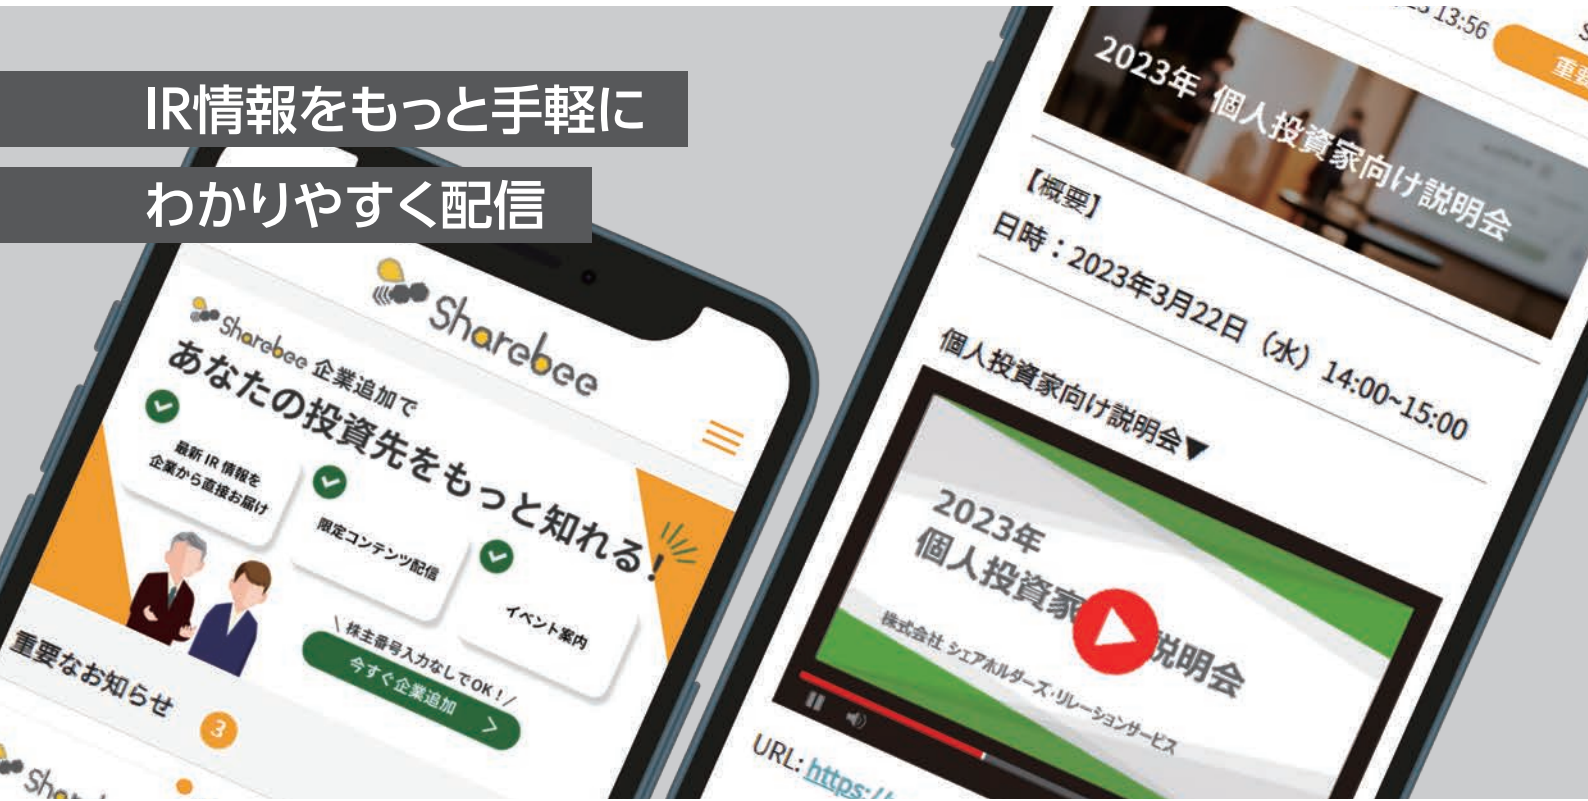 IR情報をもっと手軽に
わかりやすく配信
Sharebee
Sharebee 企業追加で
あなたの投資先をもっと知れる!
最新 IR 情報を
企業から直接お届け
限定コンテンツ配信
イベント案内
\ 株主番号入力なしでOK! /
今すぐ企業追加 >
重要なお知らせ 3
13:56
2023年 個人投資家向け説明会
【概要】
日時:2023年3月22日(水)14:00~15:00
個人投資家向け説明会▼
2023年
個人投資家 説明会
株式会社 シェアホルダーズ・リレーションサービス
URL: https://